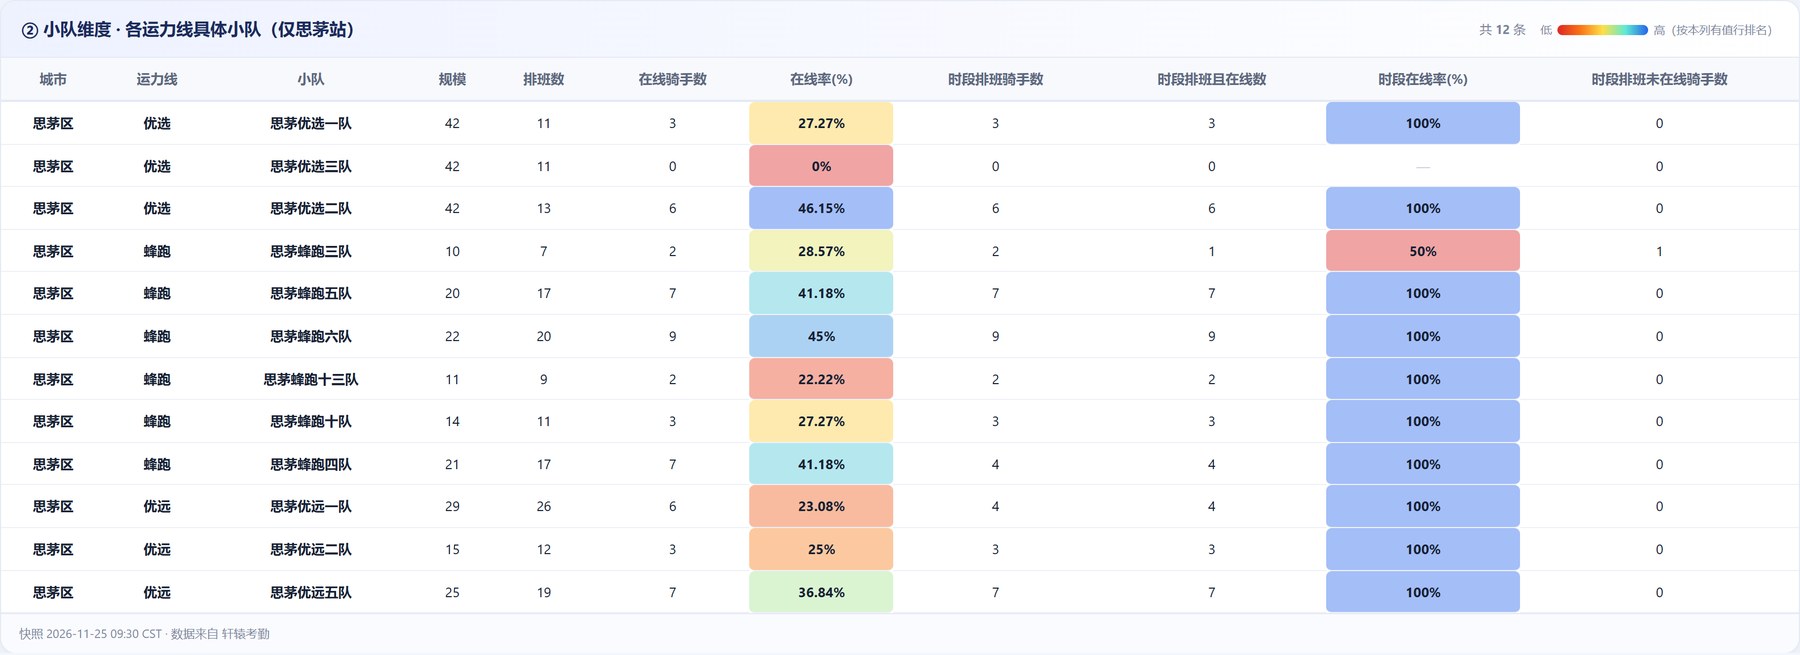 ② 小队维度 · 各运力线具体小队（仅思茅站） 共 12 条 低 高 (按本列有值行排名)
城市 运力线 小队 规模 排班数 在线骑手数 在线率(%) 时段排班骑手数 时段排班且在线数 时段在线率(%) 时段排班未在线骑手数
思茅区 优选 思茅优选一队 42 11 3 27.27% 3 3 100% 0
思茅区 优选 思茅优选三队 42 11 0 0% 0 0 — 0
思茅区 优选 思茅优选二队 42 13 6 46.15% 6 6 100% 0
思茅区 蜂跑 思茅蜂跑三队 10 7 2 28.57% 2 1 50% 1
思茅区 蜂跑 思茅蜂跑五队 20 17 7 41.18% 7 7 100% 0
思茅区 蜂跑 思茅蜂跑六队 22 20 9 45% 9 9 100% 0
思茅区 蜂跑 思茅蜂跑十三队 11 9 2 22.22% 2 2 100% 0
思茅区 蜂跑 思茅蜂跑十队 14 11 3 27.27% 3 3 100% 0
思茅区 蜂跑 思茅蜂跑四队 21 17 7 41.18% 4 4 100% 0
思茅区 优远 思茅优远一队 29 26 6 23.08% 4 4 100% 0
思茅区 优远 思茅优远二队 15 12 3 25% 3 3 100% 0
思茅区 优远 思茅优远五队 25 19 7 36.84% 7 7 100% 0
快照 2026-11-25 09:30 CST · 数据来自 轩辕考勤